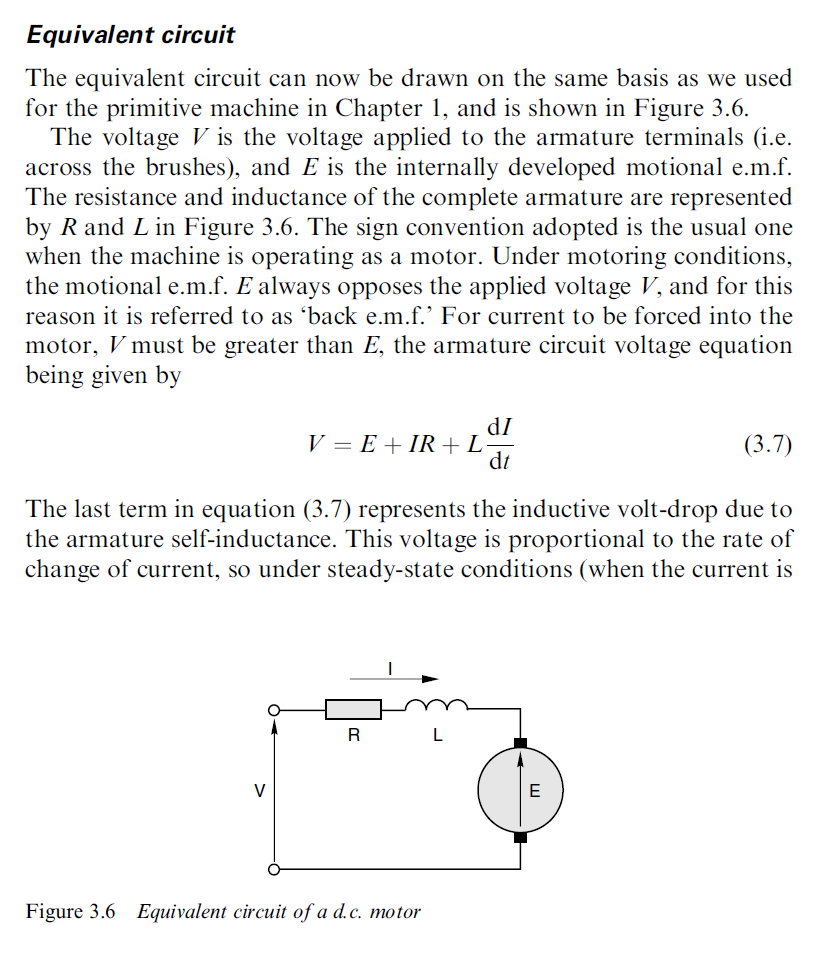 Equivalent circuit
The equivalent circuit can now be drawn on the same basis as we used
for the primitive machine in Chapter 1, and is shown in Figure 3.6.
The voltage V is the voltage applied to the armature terminals (i.e.
across the brushes), and E is the internally developed motional e.m.f.
The resistance and inductance of the complete armature are represented
by R and L in Figure 3.6. The sign convention adopted is the usual one
when the machine is operating as a motor. Under motoring conditions,
the motional e.m.f. E always opposes the applied voltage V, and for this
reason it is referred to as ‘back e.m.f.’ For current to be forced into the
motor, V must be greater than E, the armature circuit voltage equation
being given by
V = E + IR + L dI/dt (3.7)
The last term in equation (3.7) represents the inductive volt-drop due to
the armature self-inductance. This voltage is proportional to the rate of
change of current, so under steady-state conditions (when the current is
I
R L
V E
Figure 3.6 Equivalent circuit of a d.c. motor